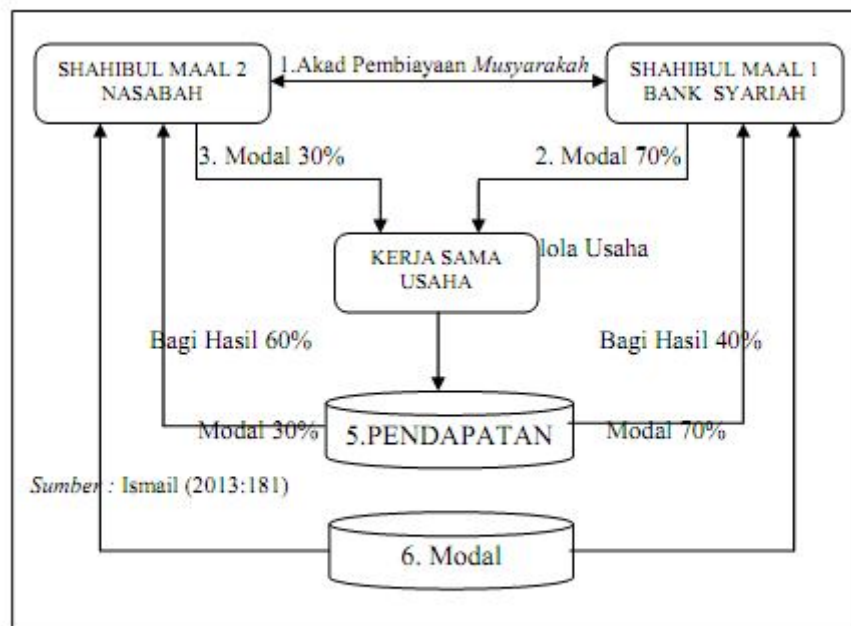 SHAHIBUL MAAL 2
NASABAH
1.Akad Pembiayaan Musyarakah
SHAHIBUL MAAL 1
BANK SYARIAH
3. Modal 30%
2. Modal 70%
KERJA SAMA
USAHA
lola Usaha
Bagi Hasil 60%
Bagi Hasil 40%
Modal 30%
5.PENDAPATAN
Modal 70%
Sumber : Ismail (2013:181)
6. Modal